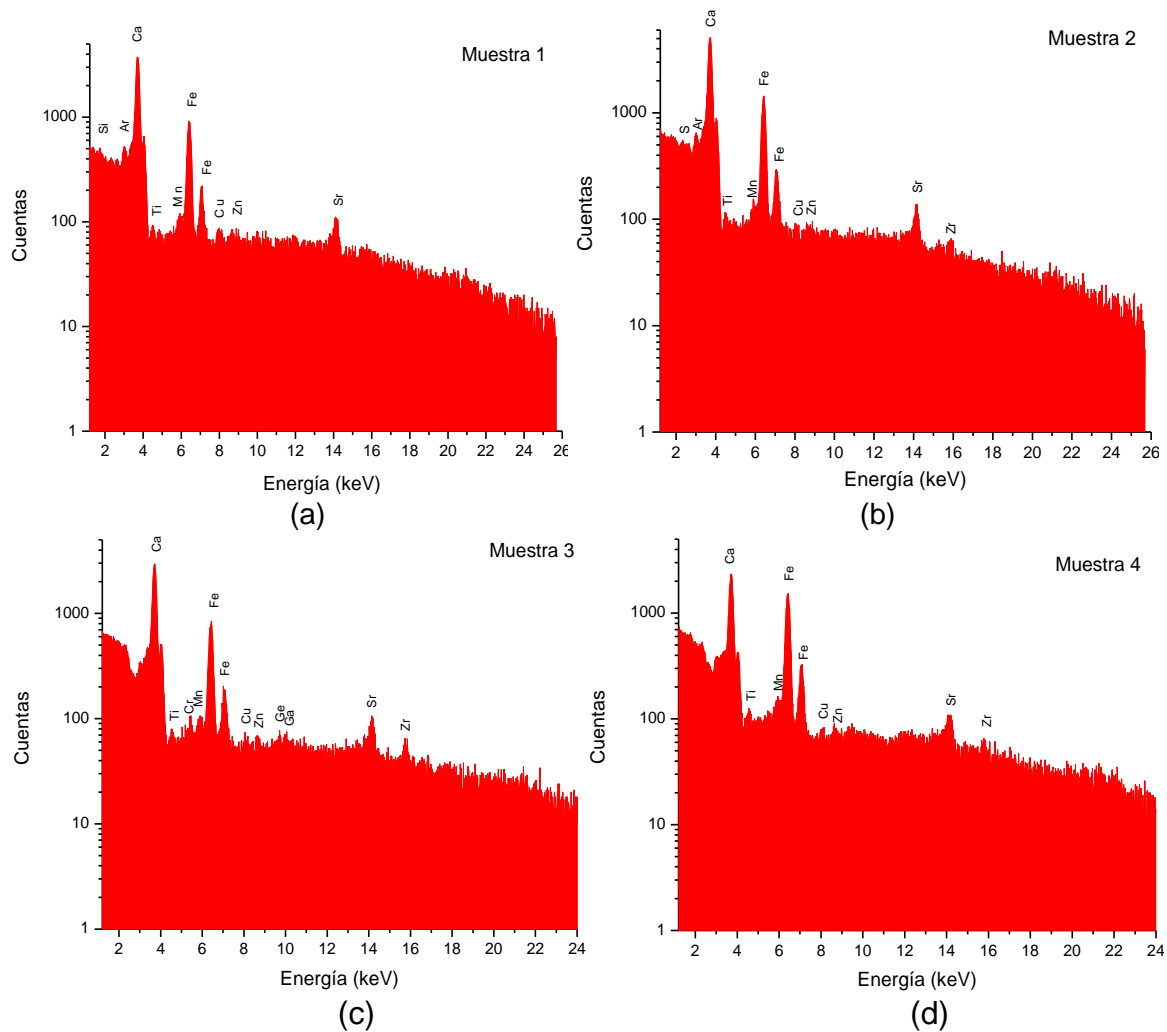 Muestra 1
Cuentas
1000
100
10
1
Si
Ar
Ca
Ti
M n
Fe
Fe
C u
Zn
Sr
2 4 6 8 10 12 14 16 18 20 22 24 26
Energía (keV)
(a)
Muestra 2
Cuentas
1000
100
10
1
S
Ar
Ca
Ti
Mn
Fe
Fe
Cu
Zn
Sr
Zr
2 4 6 8 10 12 14 16 18 20 22 24 26
Energía (keV)
(b)
Muestra 3
Cuentas
1000
100
10
1
Ca
Ti
Cr
Mn
Fe
Fe
Cu
Zn
Ge
Ga
Sr
Zr
2 4 6 8 10 12 14 16 18 20 22 24
Energía (keV)
(c)
Muestra 4
Cuentas
1000
100
10
1
Ca
Ti
Mn
Fe
Fe
Cu
Zn
Sr
Zr
2 4 6 8 10 12 14 16 18 20 22 24
Energía (keV)
(d)